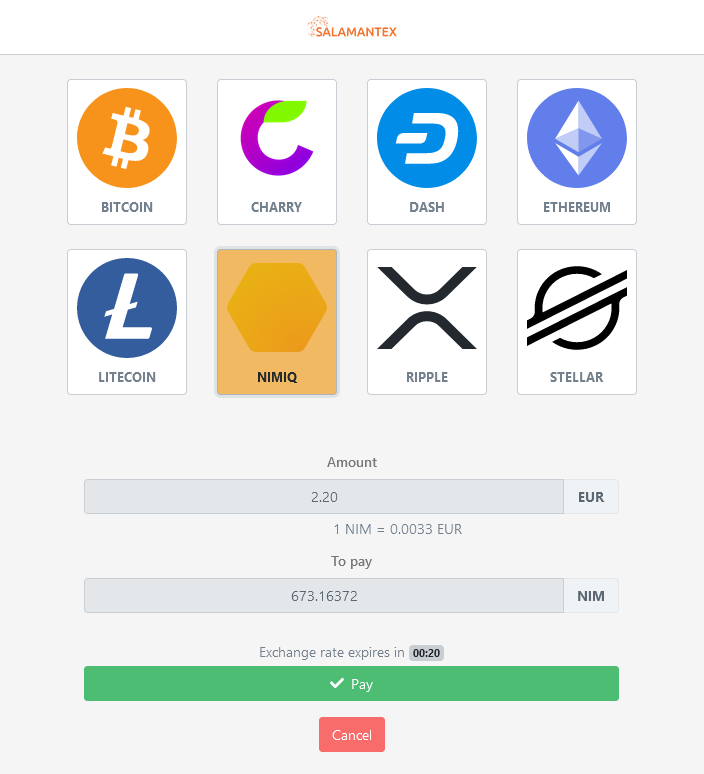 SALAMANTEX
BITCOIN CHARRY DASH ETHEREUM
LITECOIN NIMIQ RIPPLE STELLAR
Amount
2.20 EUR
1 NIM = 0.0033 EUR
To pay
673.16372 NIM
Exchange rate expires in 00:20
Pay
Cancel